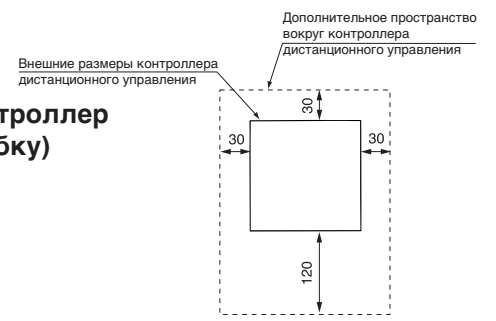 Дополнительное пространство
вокруг контроллера
дистанционного управления
Внешние размеры контроллера
дистанционного управления
троллер
бку)
30
30
30
120